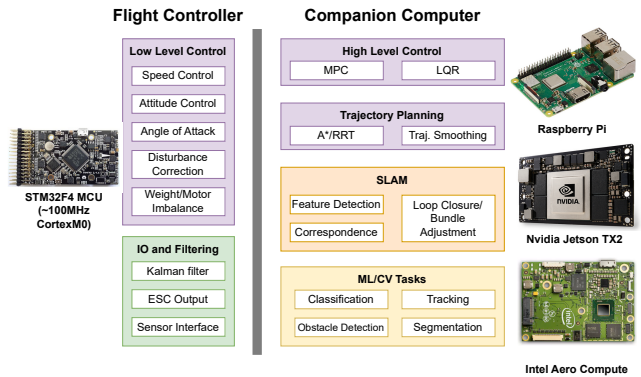 Flight Controller
Companion Computer
Low Level Control
Speed Control
Attitude Control
Angle of Attack
Disturbance
Correction
Weight/Motor
Imbalance
STM32F4 MCU
(~100MHz
CortexM0)
IO and Filtering
Kalman filter
ESC Output
Sensor Interface
High Level Control
MPC
LQR
Trajectory Planning
A*/RRT
Traj. Smoothing
SLAM
Feature Detection
Correspondence
Loop Closure/
Bundle
Adjustment
ML/CV Tasks
Classification
Tracking
Obstacle Detection
Segmentation
Raspberry Pi
NVIDIA
Nvidia Jetson TX2
intel
Intel Aero Compute